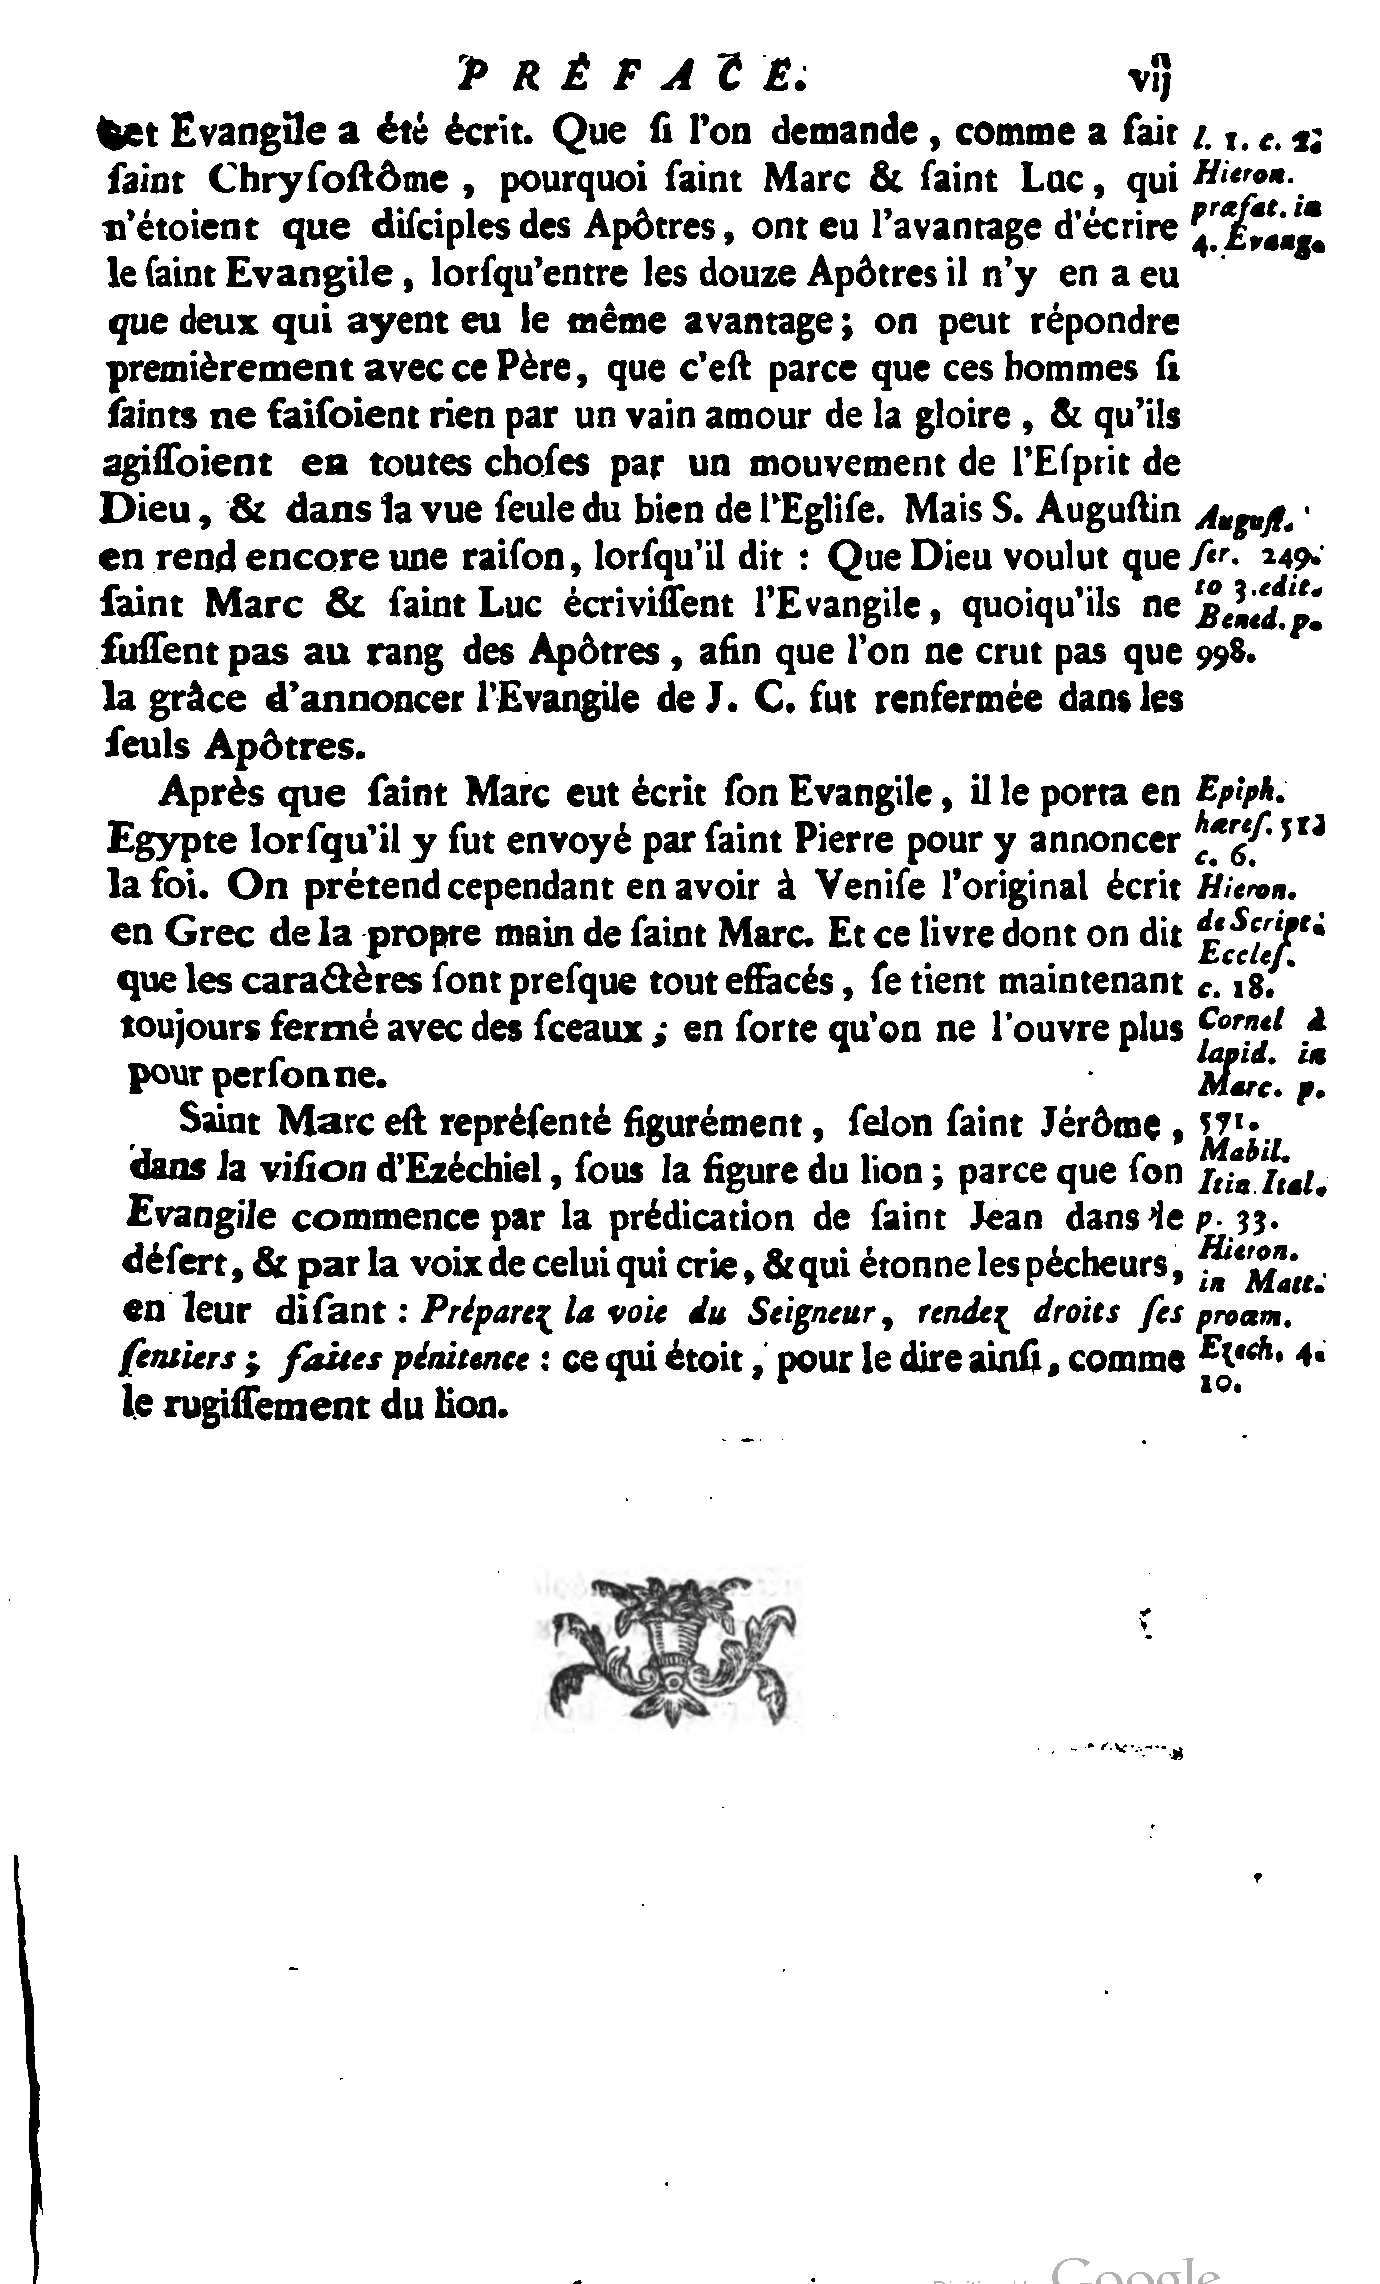 PRÉFACE. vij
cet Evangile a été écrit. Que ſi l'on demande, comme a fait
ſaint Chryſoſtôme, pourquoi ſaint Marc & ſaint Luc, qui
n'étoient que diſciples des Apôtres, ont eu l'avantage d'écrire
le ſaint Evangile, lorſqu'entre les douze Apôtres il n'y en a eu
que deux qui ayent eu le même avantage; on peut répondre
premièrement avec ce Père, que c'eſt parce que ces hommes ſi
ſaints ne faiſoient rien par un vain amour de la gloire, & qu'ils
agiſſoient en toutes choſes par un mouvement de l'Eſprit de
Dieu, & dans la vue ſeule du bien de l'Egliſe. Mais S. Auguſtin
en rend encore une raiſon, lorſqu'il dit : Que Dieu voulut que
ſaint Marc & ſaint Luc écriviſſent l'Evangile, quoiqu'ils ne
fuſſent pas au rang des Apôtres, afin que l'on ne crut pas que
la grâce d'annoncer l'Evangile de J. C. fut renfermée dans les
ſeuls Apôtres.
Après que ſaint Marc eut écrit ſon Evangile, il le porta en
Egypte lorſqu'il y fut envoyé par ſaint Pierre pour y annoncer
la foi. On prétend cependant en avoir à Veniſe l'original écrit
en Grec de la propre main de ſaint Marc. Et ce livre dont on dit
que les caractères ſont preſque tout effacés, ſe tient maintenant
toujours fermé avec des ſceaux; en ſorte qu'on ne l'ouvre plus
pour perſonne.
Saint Marc eſt repréſenté figurément, ſelon ſaint Jérôme,
dans la viſion d'Ezéchiel, ſous la figure du lion; parce que ſon
Evangile commence par la prédication de ſaint Jean dans le
déſert, & par la voix de celui qui crie, & qui étonne les pécheurs,
en leur diſant : Préparez la voie du Seigneur, rendez droits ſes
ſentiers; faites pénitence : ce qui étoit, pour le dire ainſi, comme
le rugiſſement du lion.
l. 1. c.
Hieron.
præfat. in
4. Evang.
Auguſt.
ſer. 249.
to 3. edit.
Bened. p.
998.
Epiph.
hæreſ. 51.
c. 6.
Hieron.
de Script.
Eccleſ.
c. 18.
Cornel à
lapid. in
Marc. p.
571.
Mabil.
Itin. Ital.
p. 33.
Hieron.
in Matt.
proœm.
Ezech. 4.
10.
Google